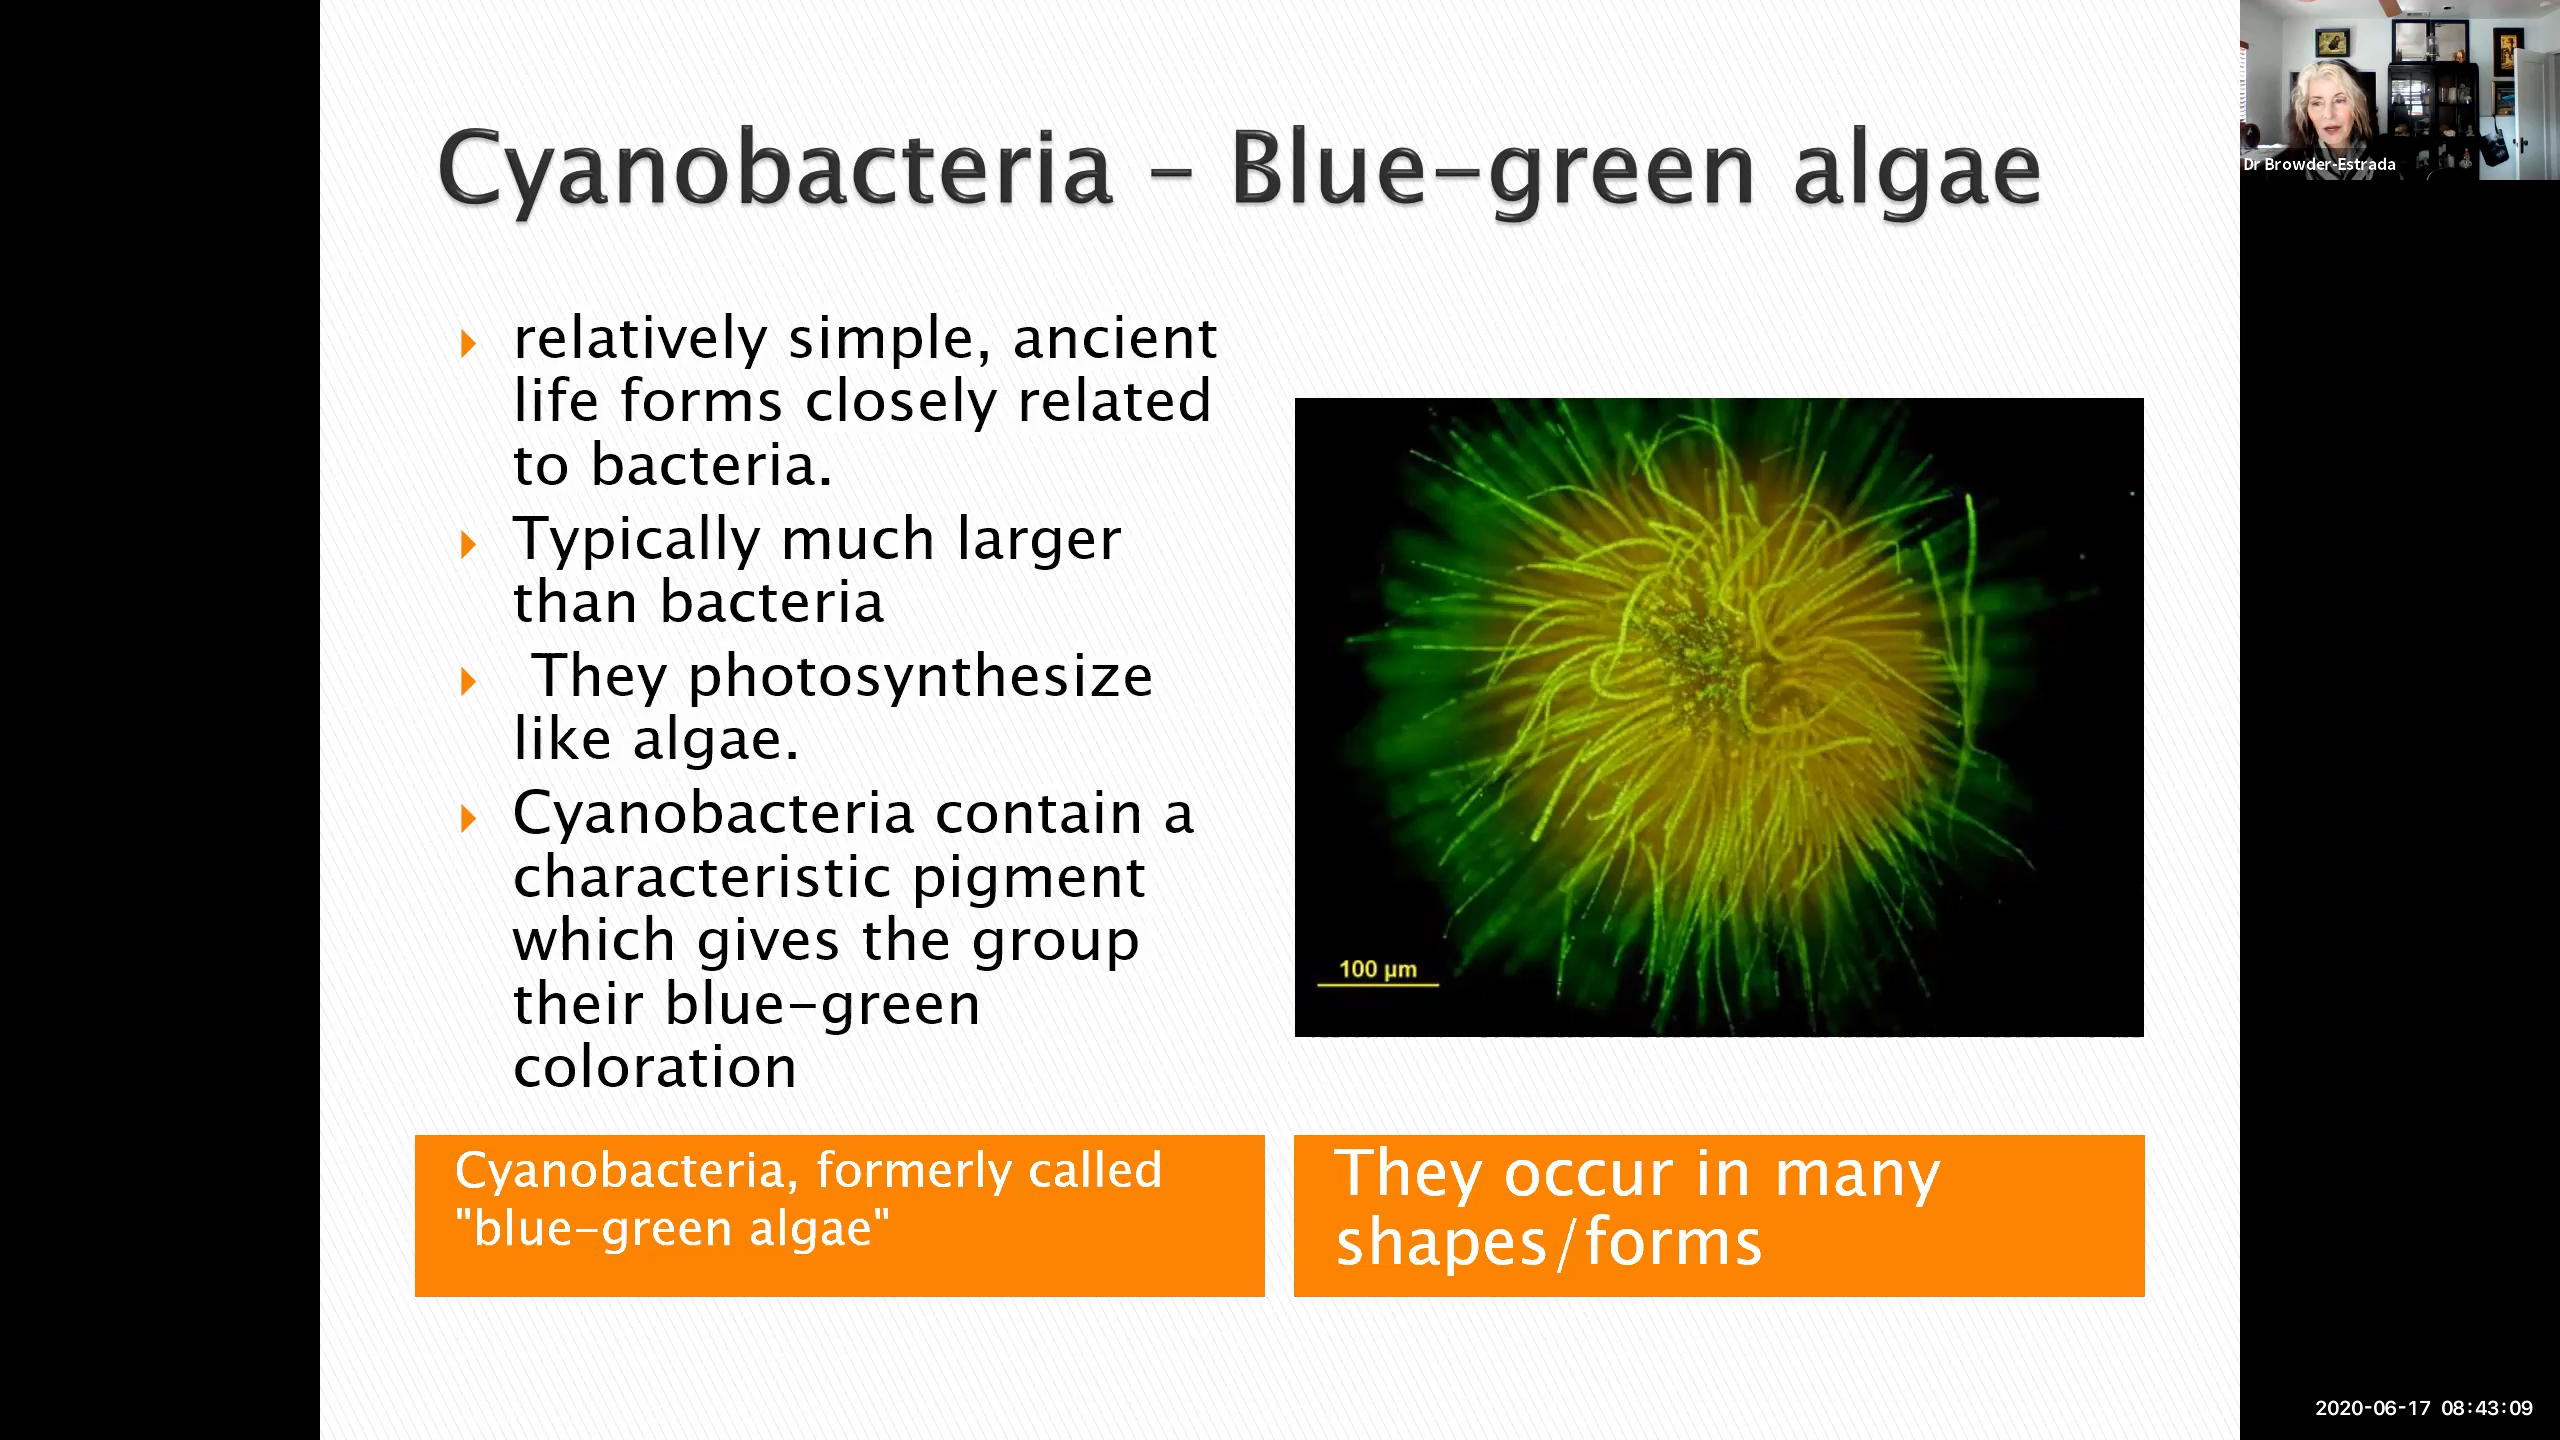 Cyanobacteria - Blue-green algae
relatively simple, ancient
life forms closely related
to bacteria.
Typically much larger
than bacteria
They photosynthesize
like algae.
Cyanobacteria contain a
characteristic pigment
which gives the group
their blue-green
coloration
100 µm
Cyanobacteria, formerly called
"blue-green algae"
They occur in many
shapes/forms
Dr Browder-Estrada
2020-06-17 08:43:09